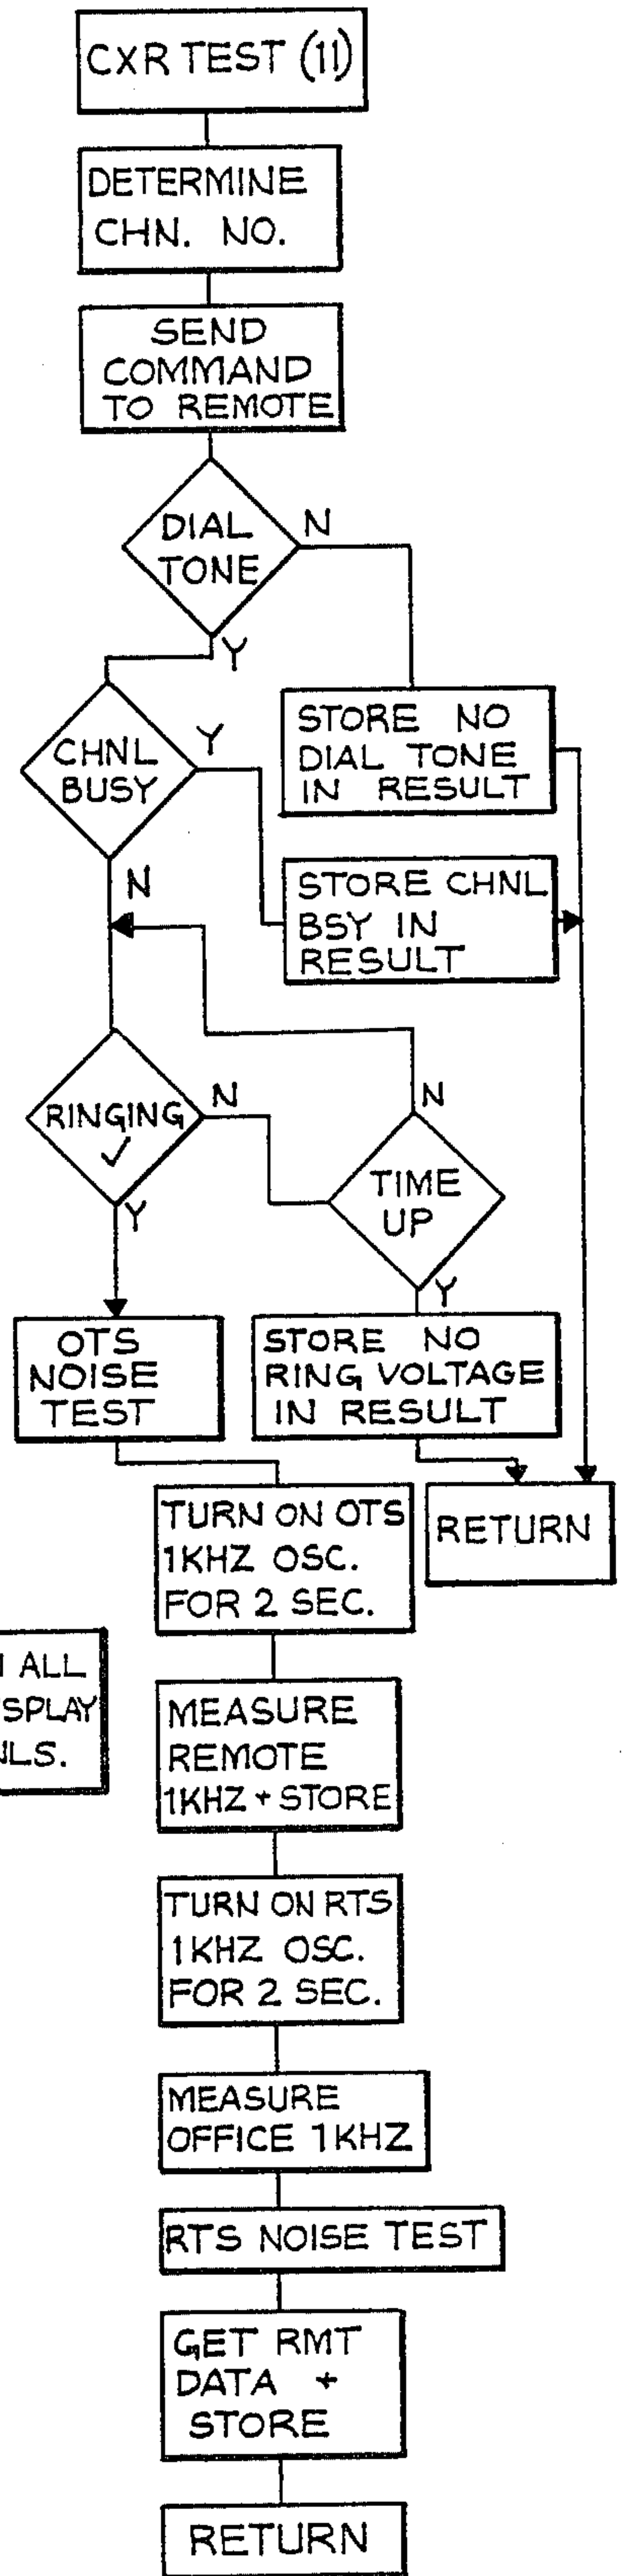 CXR TEST (11)
DETERMINE
CHN. NO.
SEND
COMMAND
TO REMOTE
DIAL
TONE
N
Y
CHNL
BUSY
Y
N
STORE NO
DIAL TONE
IN RESULT
STORE CHNL
BSY IN
RESULT
RINGING
✓
N
Y
N
TIME
UP
Y
OTS
NOISE
TEST
STORE NO
RING VOLTAGE
IN RESULT
RETURN
TURN ON OTS
1KHZ OSC.
FOR 2 SEC.
ALL
MEASURE
REMOTE
1KHZ + STORE
TURN ON RTS
1KHZ OSC.
FOR 2 SEC.
MEASURE
OFFICE 1KHZ
RTS NOISE TEST
GET RMT
DATA +
STORE
RETURN